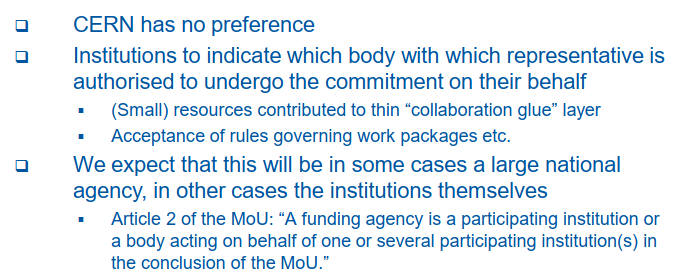 CERN has no preference
Institutions to indicate which body with which representative is
authorised to undergo the commitment on their behalf
(Small) resources contributed to thin “collaboration glue” layer
Acceptance of rules governing work packages etc.
We expect that this will be in some cases a large national
agency, in other cases the institutions themselves
Article 2 of the MoU: “A funding agency is a participating institution or
a body acting on behalf of one or several participating institution(s) in
the conclusion of the MoU.”